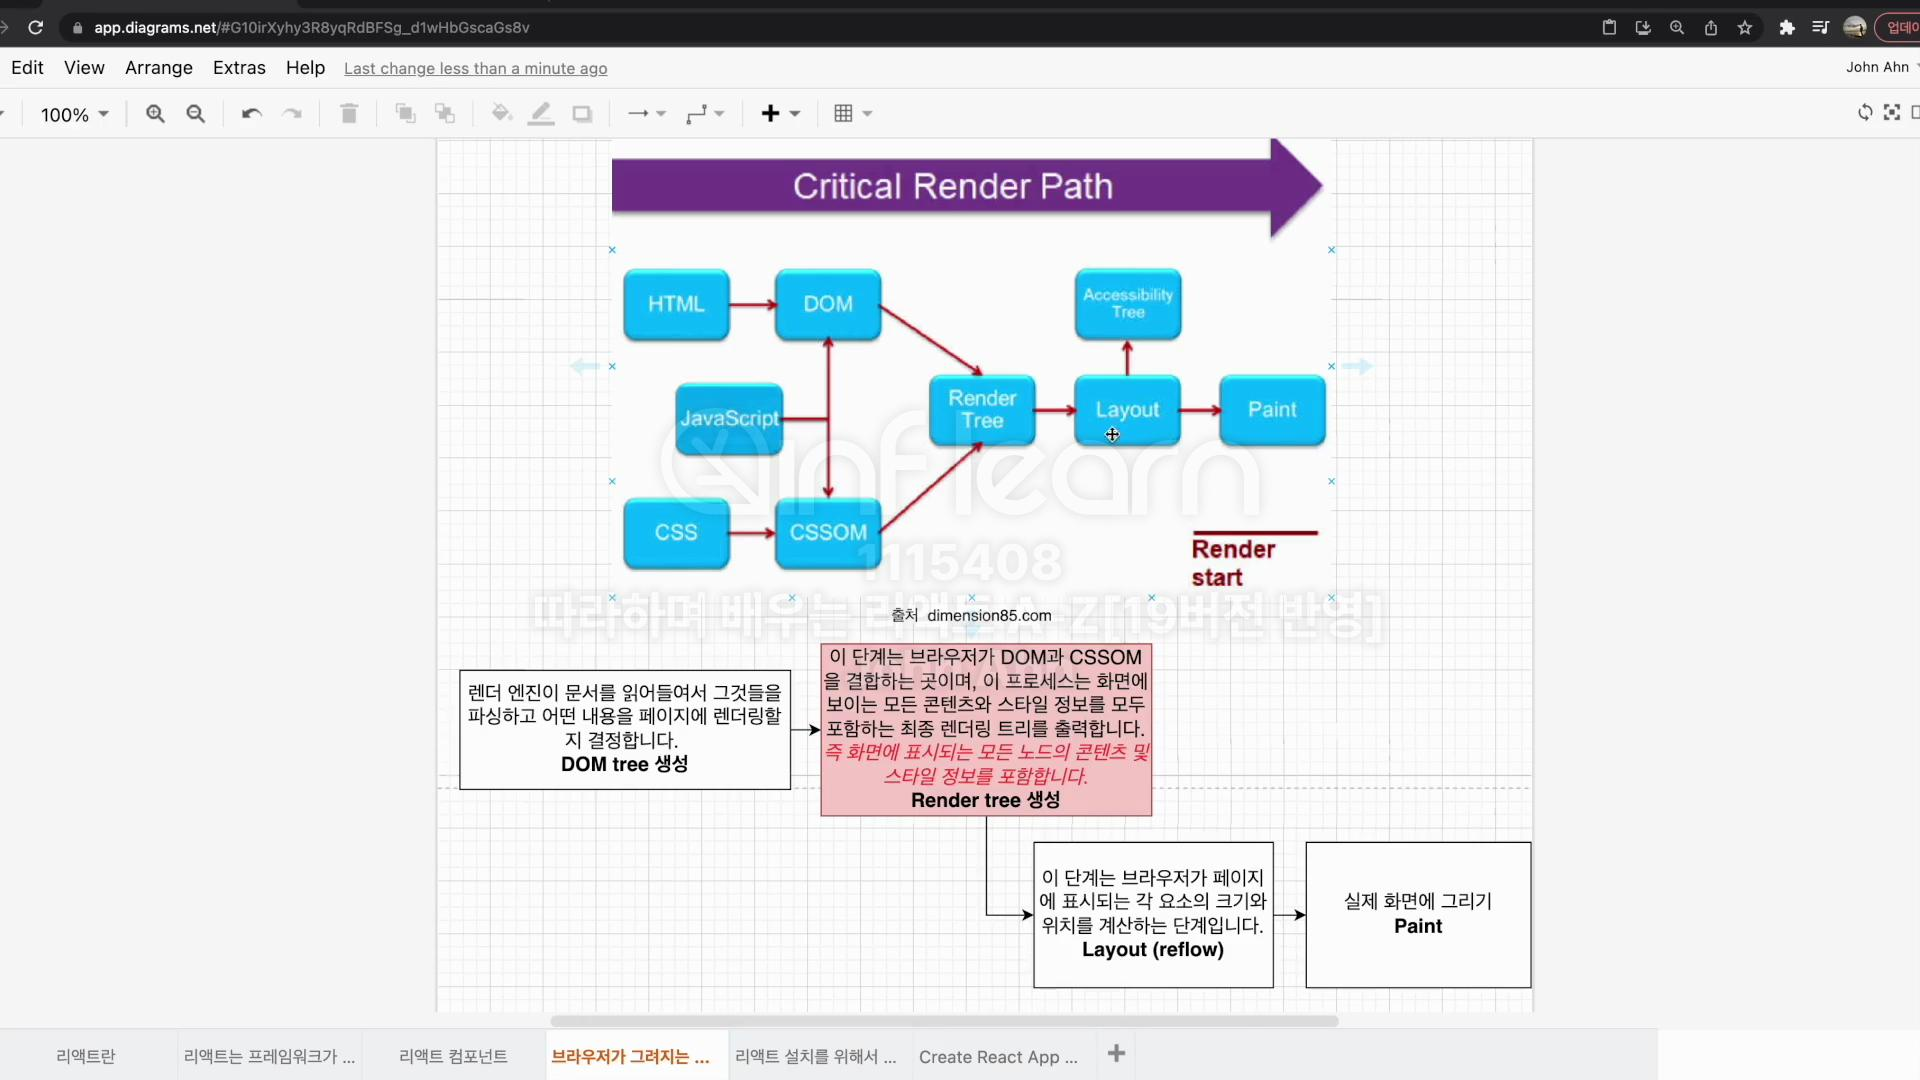 app.diagrams.net/#G10irXyhy3R8yqRdBFSg_d1wHbGscaGs8v
업데이
Edit View Arrange Extras Help Last change less than a minute ago
John Ahn
100%
Critical Render Path
HTML
DOM
Accessibility
Tree
JavaScript
Render
Tree
Layout
Paint
CSS
CSSOM
Render
start
inflearn
1115408
따라하며 배우는 리액트 A-Z[19버전 반영]
출처 dimension85.com
렌더 엔진이 문서를 읽어들여서 그것들을
파싱하고 어떤 내용을 페이지에 렌더링할
지 결정합니다.
DOM tree 생성
이 단계는 브라우저가 DOM과 CSSOM
을 결합하는 곳이며, 이 프로세스는 화면에
보이는 모든 콘텐츠와 스타일 정보를 모두
포함하는 최종 렌더링 트리를 출력합니다.
즉 화면에 표시되는 모든 노드의 콘텐츠 및
스타일 정보를 포함합니다.
Render tree 생성
이 단계는 브라우저가 페이지
에 표시되는 각 요소의 크기와
위치를 계산하는 단계입니다.
Layout (reflow)
실제 화면에 그리기
Paint
리액트란
리액트는 프레임워크가 ...
리액트 컴포넌트
브라우저가 그려지는 ...
리액트 설치를 위해서 ...
Create React App ...